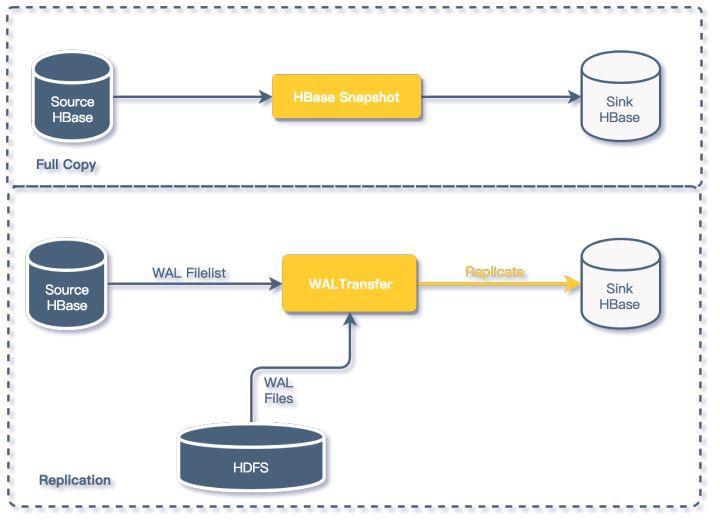 Source
HBase
HBase Snapshot
Sink
HBase
Full Copy
Source
HBase
WAL Filelist
WALTransfer
Replicate
Sink
HBase
WAL
Files
HDFS
Replication